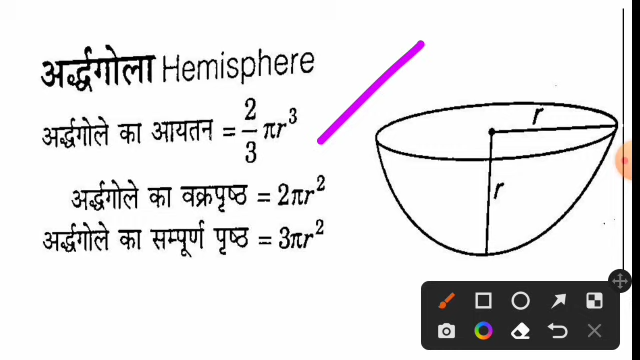 अर्द्धगोला Hemisphere
अर्द्धगोले का आयतन = 2/3 πr³
अर्द्धगोले का वक्रपृष्ठ = 2πr²
अर्द्धगोले का सम्पूर्ण पृष्ठ = 3πr²
r
r